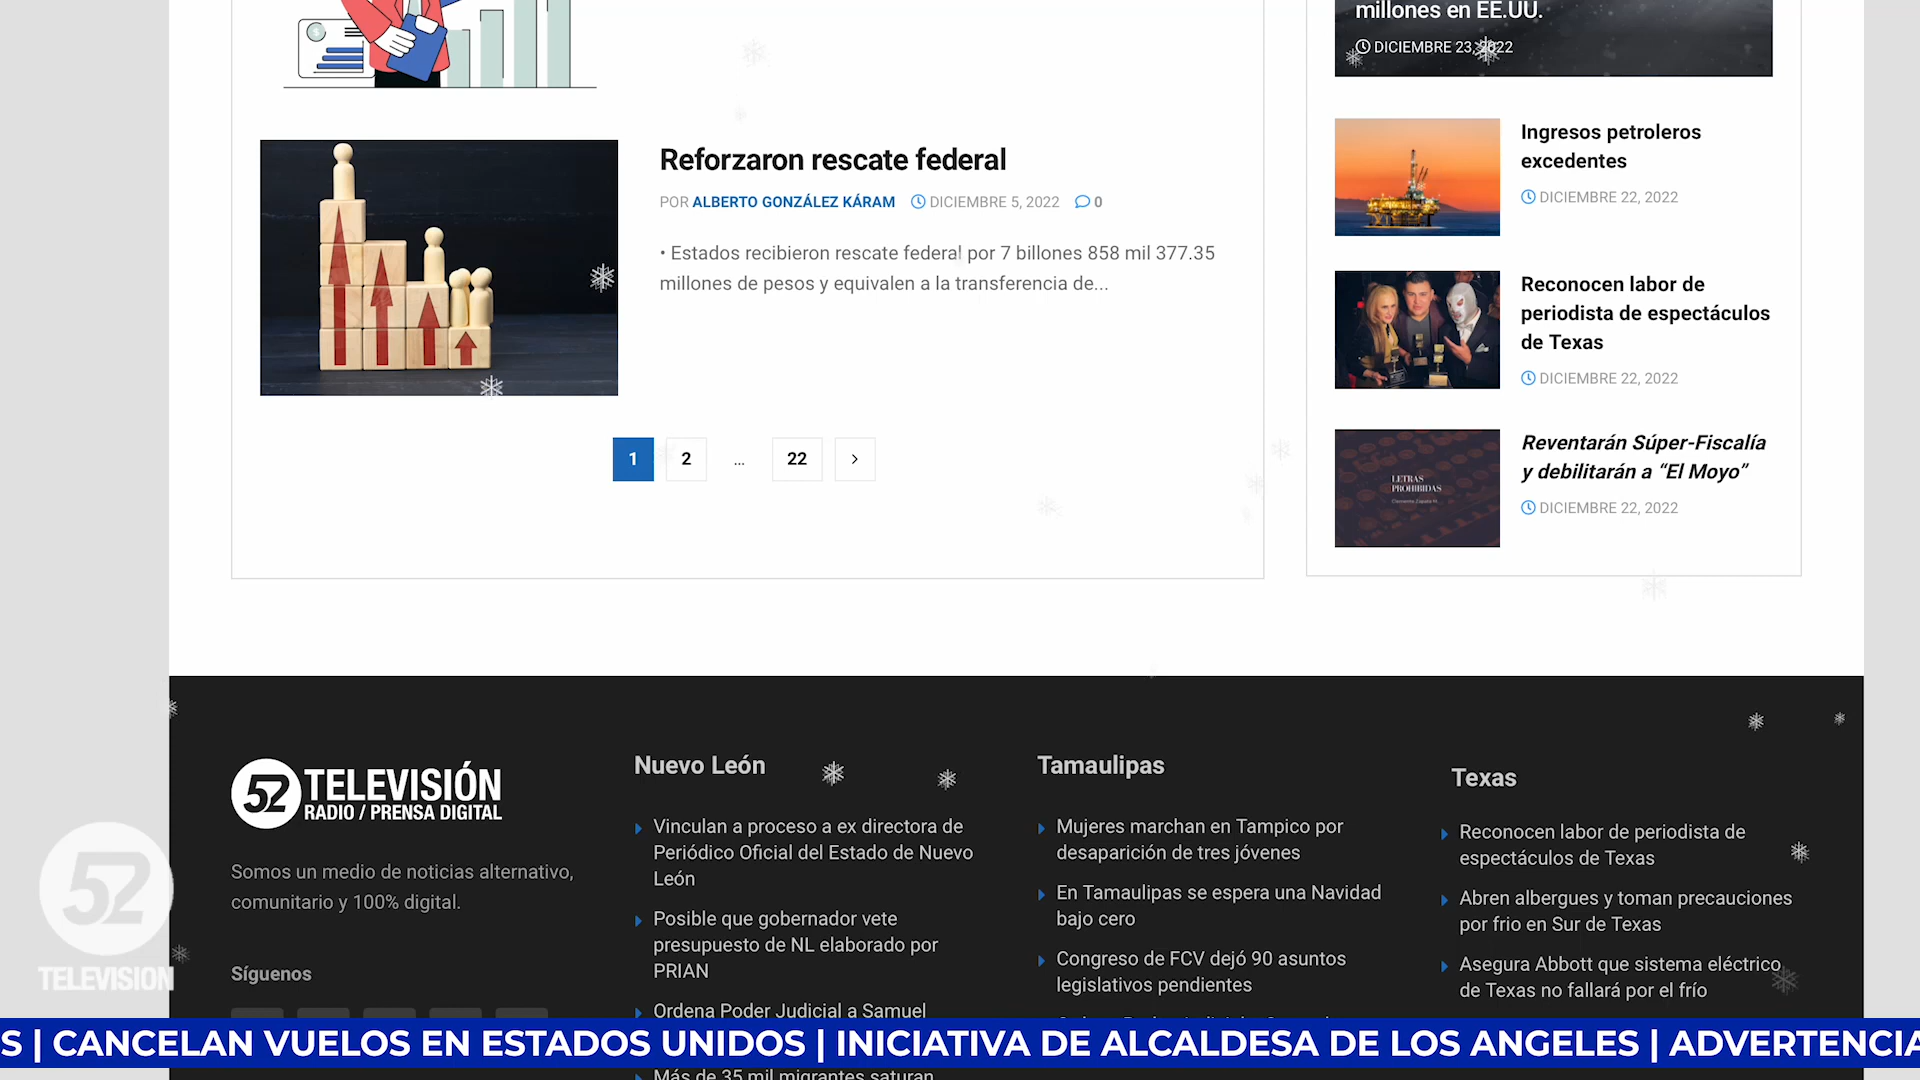 millones en EE.UU.
DICIEMBRE 23, 2022
Reforzaron rescate federal
POR ALBERTO GONZÁLEZ KÁRAM DICIEMBRE 5, 2022 0
• Estados recibieron rescate federal por 7 billones 858 mil 377.35
millones de pesos y equivalen a la transferencia de...
1 2 ... 22
Ingresos petroleros
excedentes
DICIEMBRE 22, 2022
Reconocen labor de
periodista de espectáculos
de Texas
DICIEMBRE 22, 2022
LETRAS
PROHIBIDAS
Reventarán Súper-Fiscalía
y debilitarán a “El Moyo”
DICIEMBRE 22, 2022
52 TELEVISIÓN
RADIO / PRENSA DIGITAL
Somos un medio de noticias alternativo,
comunitario y 100% digital.
Síguenos
52
TELEVISION
Nuevo León
Vinculan a proceso a ex directora de
Periódico Oficial del Estado de Nuevo
León
Posible que gobernador vete
presupuesto de NL elaborado por
PRIAN
Ordena Poder Judicial a Samuel
Más de 35 mil migrantes saturan
Tamaulipas
Mujeres marchan en Tampico por
desaparición de tres jóvenes
En Tamaulipas se espera una Navidad
bajo cero
Congreso de FCV dejó 90 asuntos
legislativos pendientes
Texas
Reconocen labor de periodista de
espectáculos de Texas
Abren albergues y toman precauciones
por frio en Sur de Texas
Asegura Abbott que sistema eléctrico
de Texas no fallará por el frío
S | CANCELAN VUELOS EN ESTADOS UNIDOS | INICIATIVA DE ALCALDESA DE LOS ANGELES | ADVERTENCIA